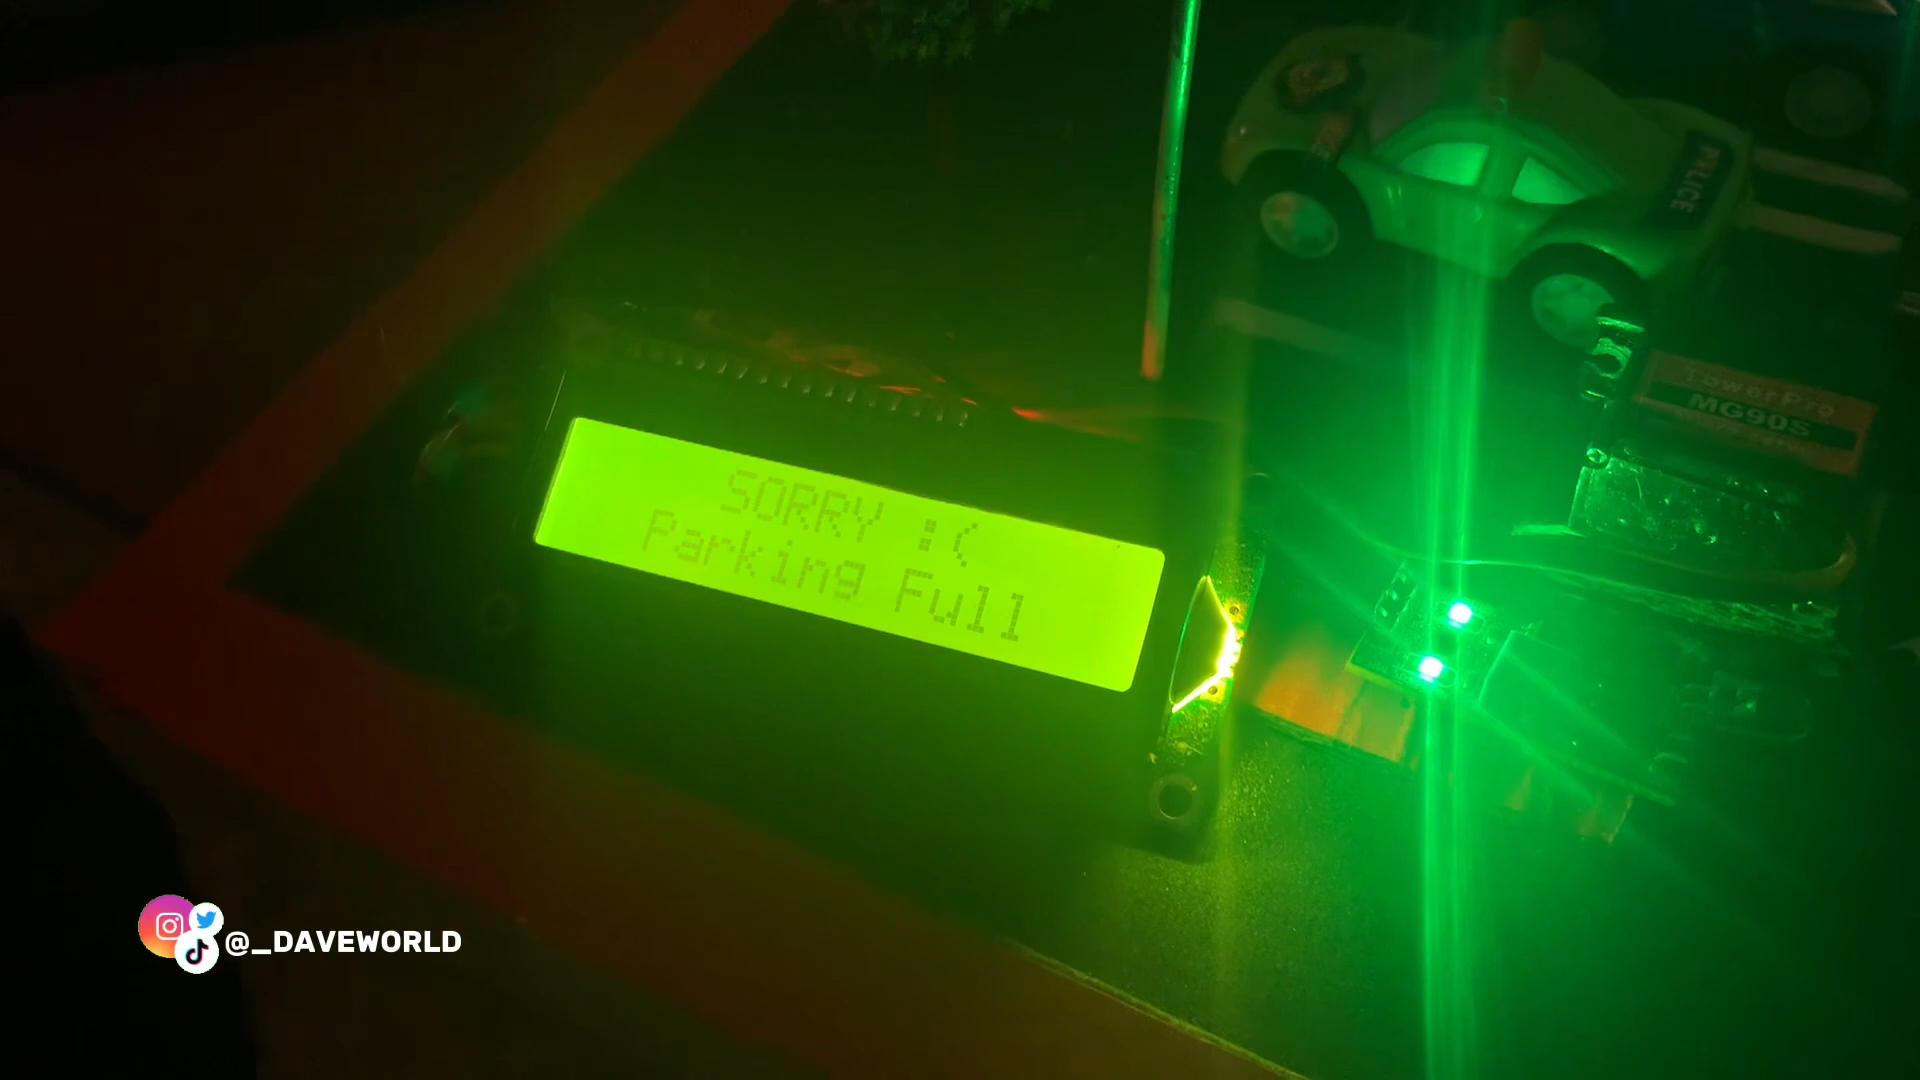 SORRY :(
Parking Full
POLICE
TowerPro
MG90S
@_DAVEWORLD